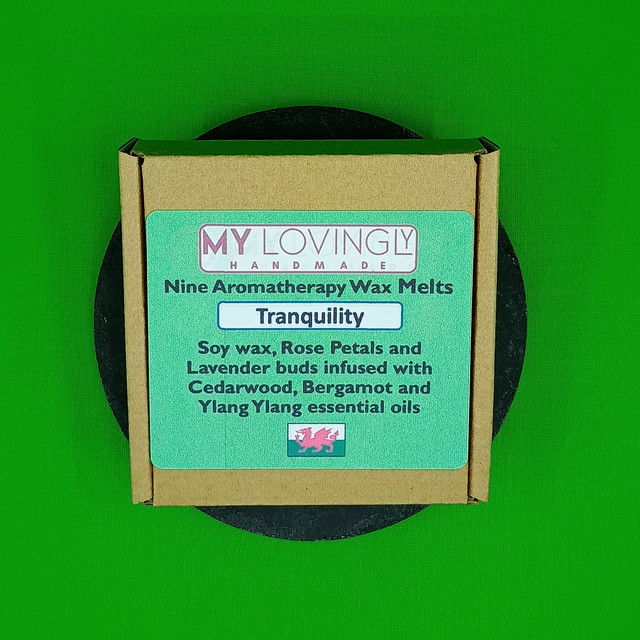 MY LOVINGLY
HANDMADE
Nine Aromatherapy Wax Melts
Tranquility
Soy wax, Rose Petals and
Lavender buds infused with
Cedarwood, Bergamot and
Ylang Ylang essential oils